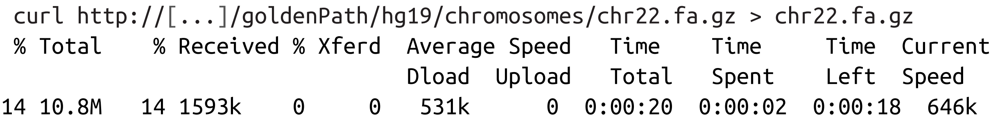 curl http://[...]/goldenPath/hg19/chromosomes/chr22.fa.gz > chr22.fa.gz
% Total % Received % Xferd Average Speed Time Time Time Current
Dload Upload Total Spent Left Speed
14 10.8M 14 1593k 0 0 531k 0 0:00:20 0:00:02 0:00:18 646k